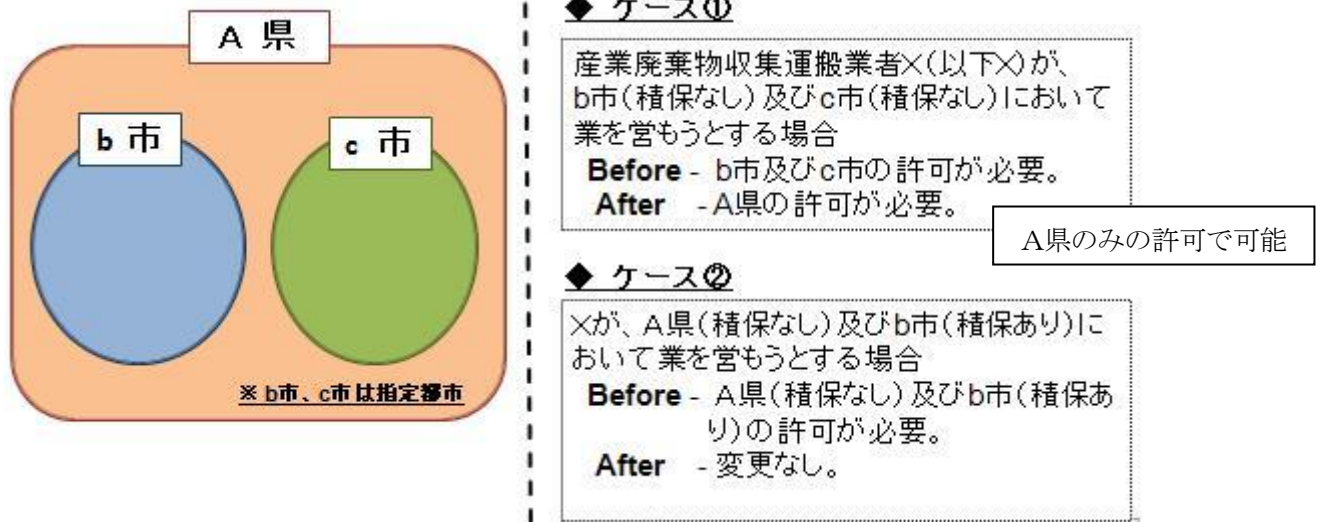 A 県
b 市
c 市
※ b市、c市は指定都市
◆ ケース①
産業廃棄物収集運搬業者X(以下X)が、
b市(積保なし)及びc市(積保なし)において
業を営もうとする場合
Before - b市及びc市の許可が必要。
After - A県の許可が必要。
A県のみの許可で可能
◆ ケース②
Xが、A県(積保なし)及びb市(積保あり)に
おいて業を営もうとする場合
Before - A県(積保なし)及びb市(積保あ
り)の許可が必要。
After - 変更なし。